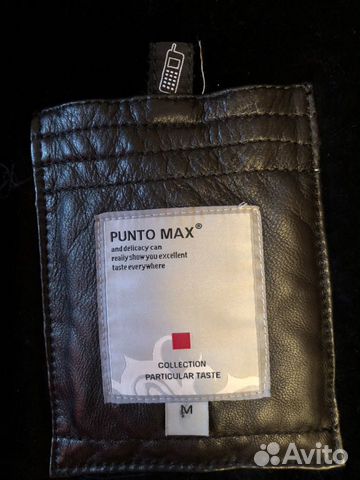 PUNTO MAX®
and delicacy can
really show you excellent
taste everywhere
COLLECTION
PARTICULAR TASTE
M
Avito